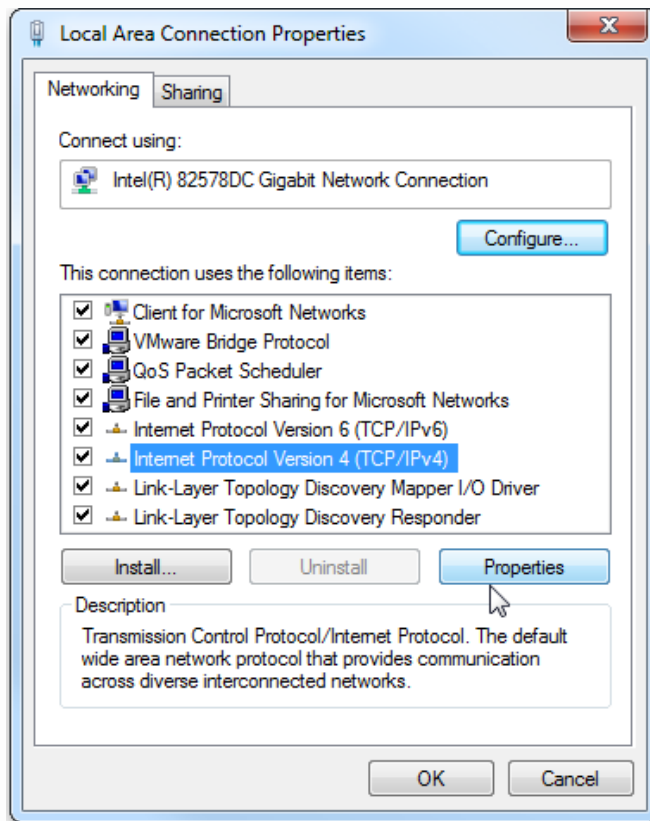 Local Area Connection Properties
Networking
Sharing
Connect using:
Intel(R) 82578DC Gigabit Network Connection
Configure...
This connection uses the following items:
Client for Microsoft Networks
VMware Bridge Protocol
QoS Packet Scheduler
File and Printer Sharing for Microsoft Networks
Internet Protocol Version 6 (TCP/IPv6)
Internet Protocol Version 4 (TCP/IPv4)
Link-Layer Topology Discovery Mapper I/O Driver
Link-Layer Topology Discovery Responder
Install...
Uninstall
Properties
Description
Transmission Control Protocol/Internet Protocol. The default
wide area network protocol that provides communication
across diverse interconnected networks.
OK
Cancel